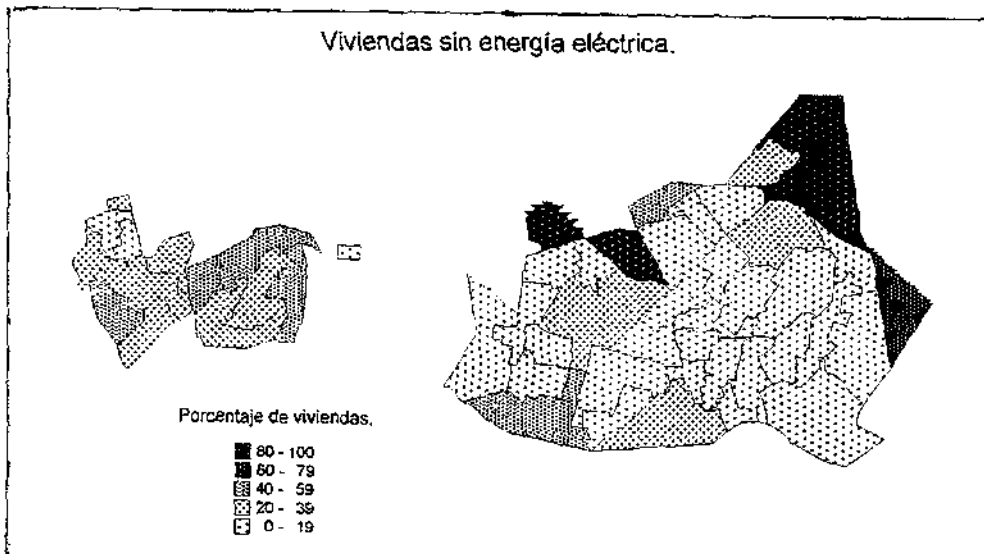 Viviendas sin energía eléctrica.
Porcentaje de viviendas.
80 - 100
60 - 79
40 - 59
20 - 39
0 - 19